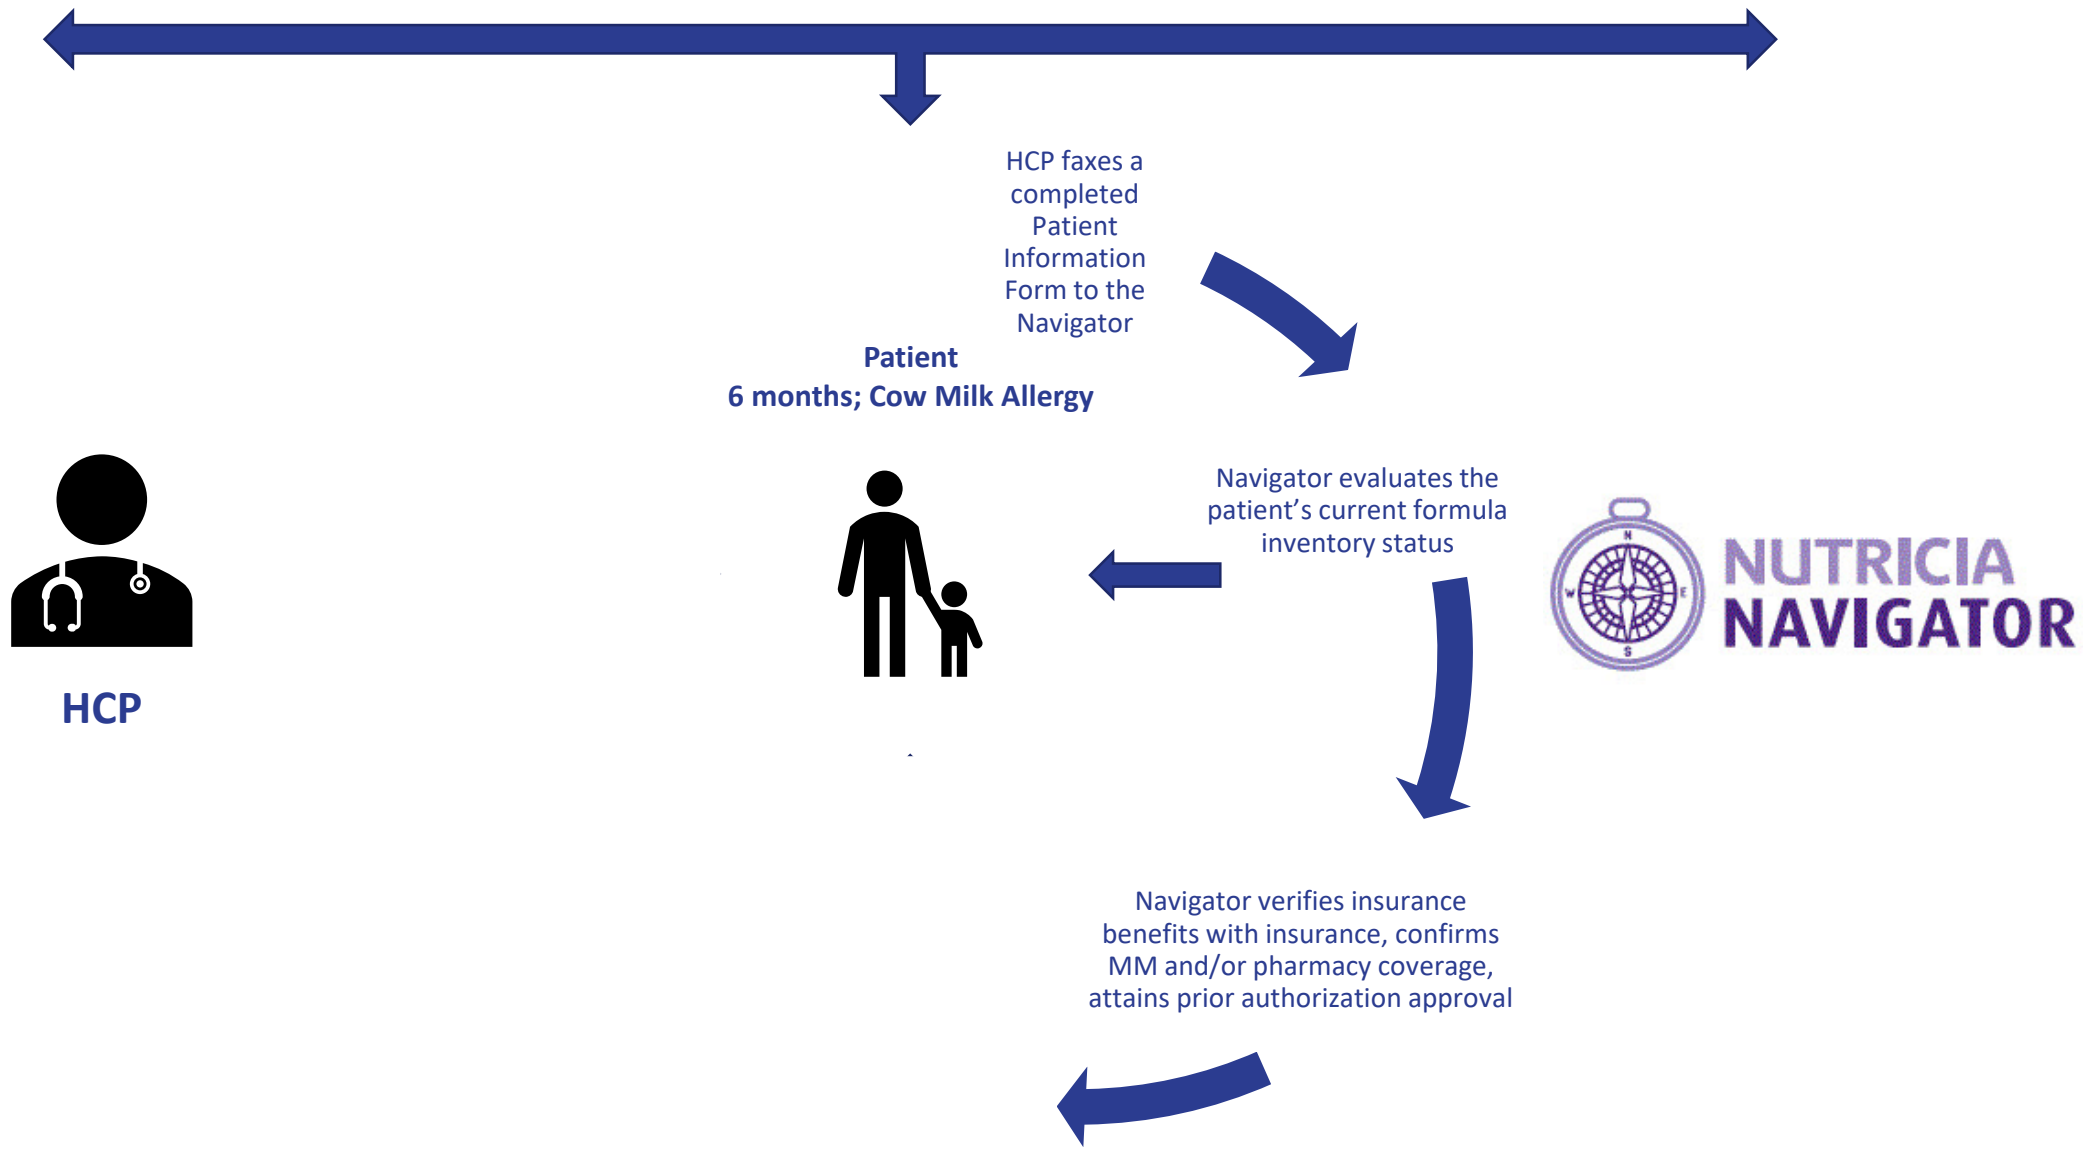 HCP faxes a
completed
Patient
Information
Form to the
Navigator
Patient
6 months; Cow Milk Allergy
Navigator evaluates the
patient’s current formula
inventory status
N
W
E
S
NUTRICIA
NAVIGATOR
HCP
Navigator verifies insurance
benefits with insurance, confirms
MM and/or pharmacy coverage,
attains prior authorization approval